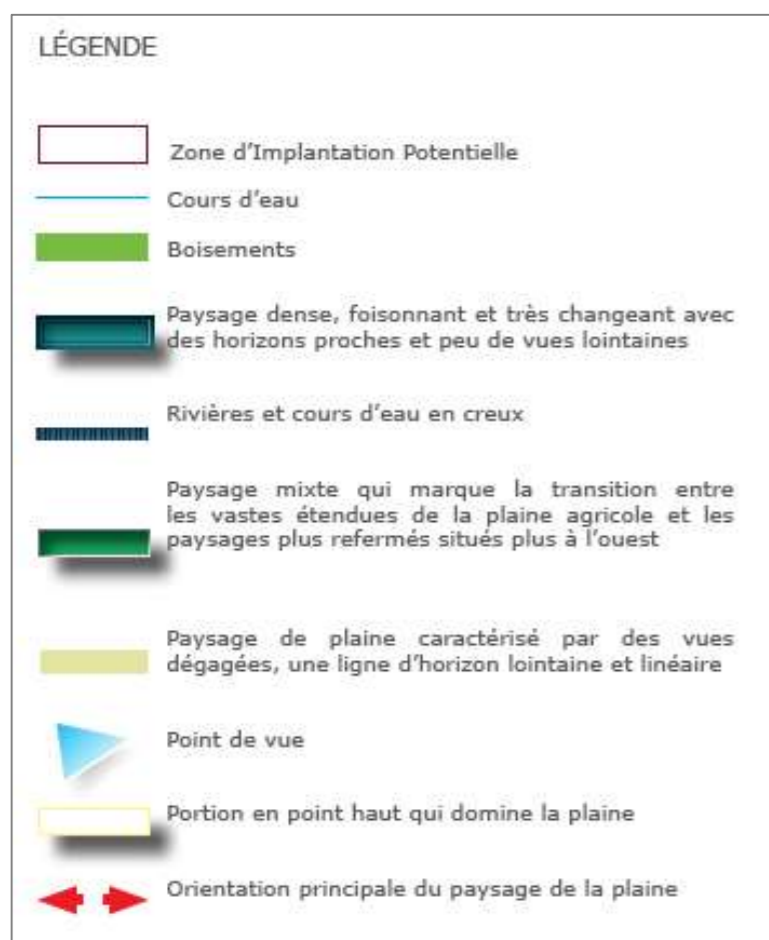 LÉGENDE
Zone d'Implantation Potentielle
Cours d'eau
Boisements
Paysage dense, foisonnant et très changeant avec
des horizons proches et peu de vues lointaines
Rivières et cours d'eau en creux
Paysage mixte qui marque la transition entre
les vastes étendues de la plaine agricole et les
paysages plus refermés situés plus à l'ouest
Paysage de plaine caractérisé par des vues
dégagées, une ligne d'horizon lointaine et linéaire
Point de vue
Portion en point haut qui domine la plaine
Orientation principale du paysage de la plaine